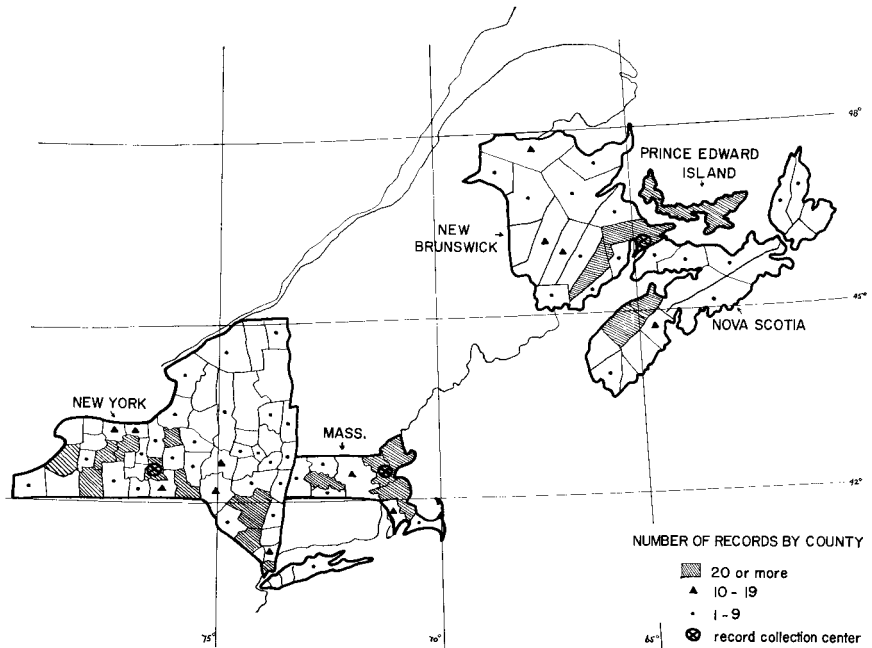 48°
PRINCE EDWARD
ISLAND
NEW
BRUNSWICK
45°
NOVA SCOTIA
NEW YORK
MASS.
42°
NUMBER OF RECORDS BY COUNTY
20 or more
10 - 19
1 - 9
record collection center
75°
70°
65°